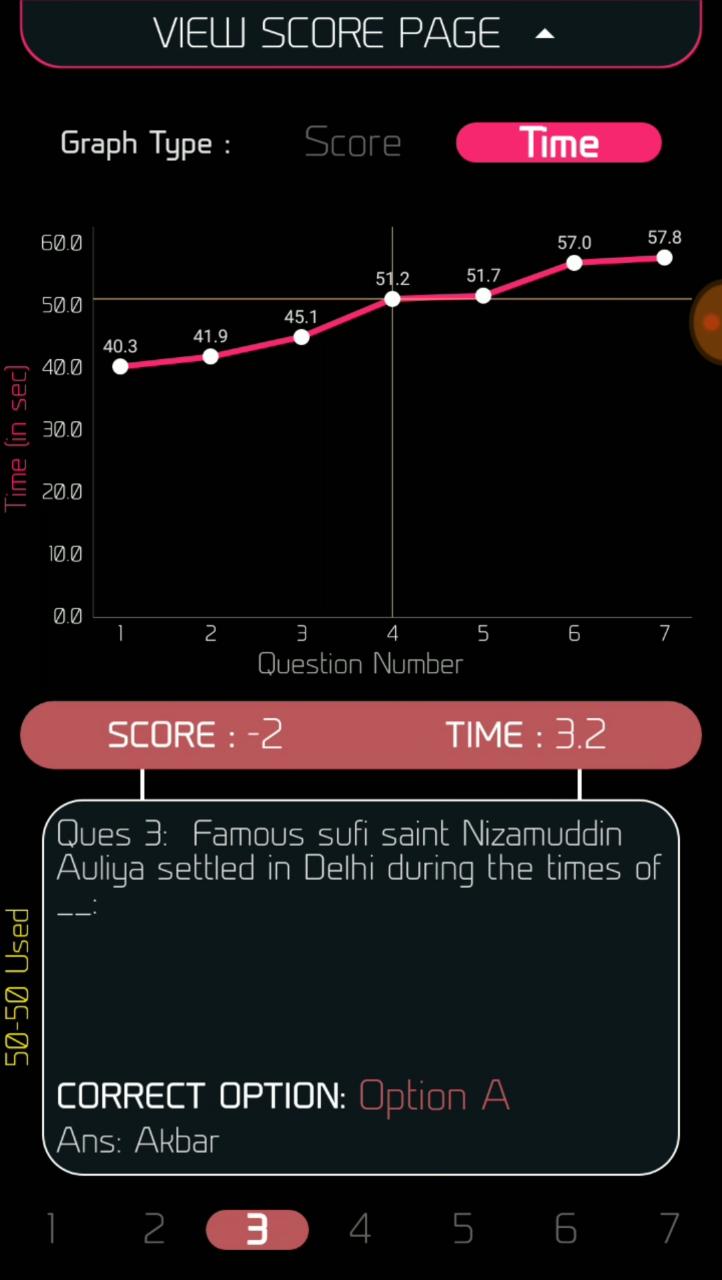 VIEW SCORE PAGE
Graph Type : Score Time
60.0
50.0
40.0
30.0
20.0
10.0
0.0
Time (in sec)
40.3
41.9
45.1
51.2
51.7
57.0
57.8
1 2 3 4 5 6 7
Question Number
SCORE : -2 TIME : 3.2
50-50 Used
Ques 3: Famous sufi saint Nizamuddin
Auliya settled in Delhi during the times of
__:
CORRECT OPTION: Option A
Ans: Akbar
1 2 3 4 5 6 7